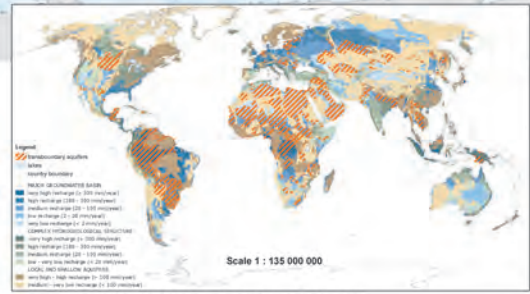 Legend
transboundary aquifers
lakes
country boundary
MAJOR GROUNDWATER BASIN
very high recharge (> 300 mm/year)
high recharge (100 - 300 mm/year)
medium recharge (20 - 100 mm/year)
low recharge (2 - 20 mm/year)
very low recharge (< 2 mm/year)
COMPLEX HYDROGEOLOGICAL STRUCTURE
very high recharge (> 300 mm/year)
high recharge (100 - 300 mm/year)
medium recharge (20 - 100 mm/year)
low - very low recharge (< 20 mm/year)
LOCAL AND SHALLOW AQUIFERS
very high - high recharge (> 100 mm/year)
medium - very low recharge (< 100 mm/year)
Scale 1 : 135 000 000